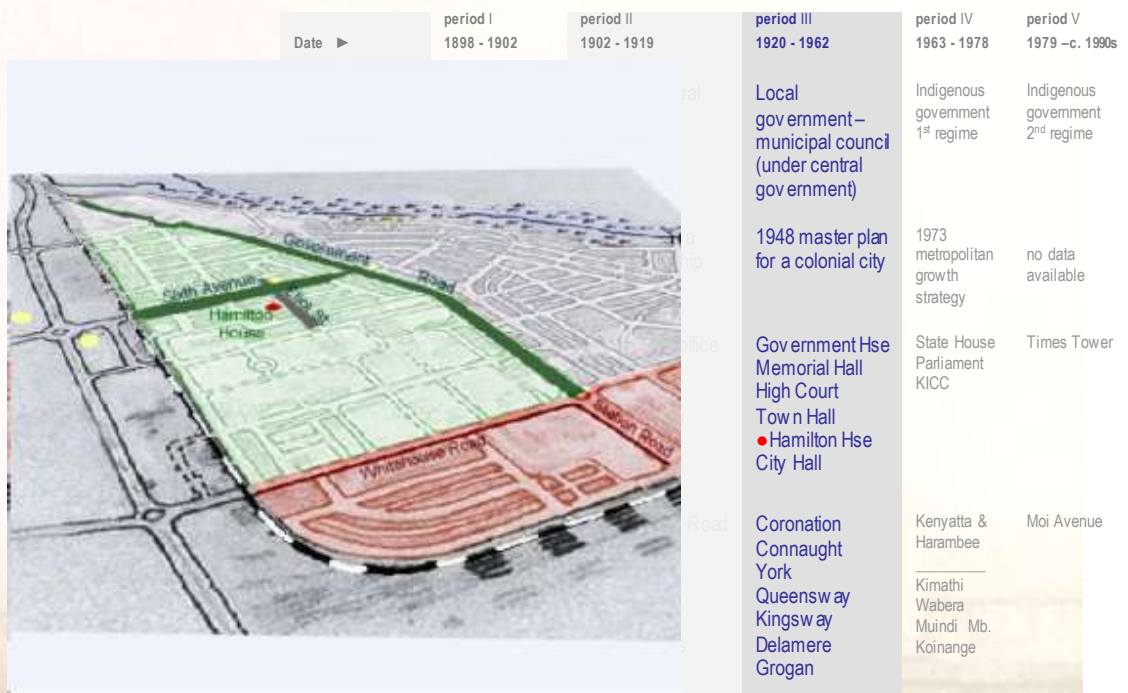 period I
period II
period III
period IV
period V
Date ►
1898 - 1902
1902 - 1919
1920 - 1962
1963 - 1978
1979 –c. 1990s
Local
government –
municipal council
(under central
government)
Indigenous
government
1st regime
Indigenous
government
2nd regime
1948 master plan
for a colonial city
1973
metropolitan
growth
strategy
no data
available
Government Hse
Memorial Hall
High Court
Town Hall
●Hamilton Hse
City Hall
State House
Parliament
KICC
Times Tower
Road
Coronation
Connaught
York
Queensway
Kingsway
Delamere
Grogan
Kenyatta &
Harambee
Kimathi
Wabera
Muindi Mb.
Koinange
Moi Avenue
Government
Road
Sixth Avenue
Hamilton
House
Station Road
Whitehouse Road